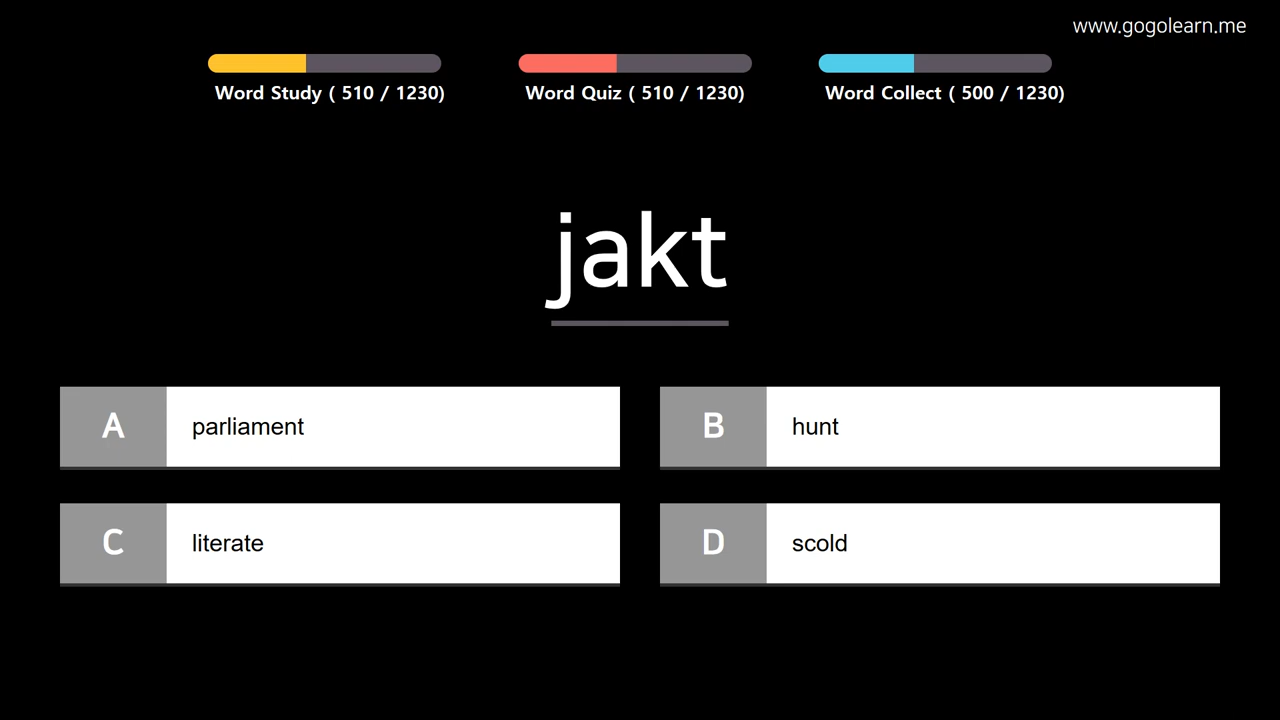 www.gogolearn.me
Word Study ( 510 / 1230)
Word Quiz ( 510 / 1230)
Word Collect ( 500 / 1230)
jakt
A parliament
B hunt
C literate
D scold